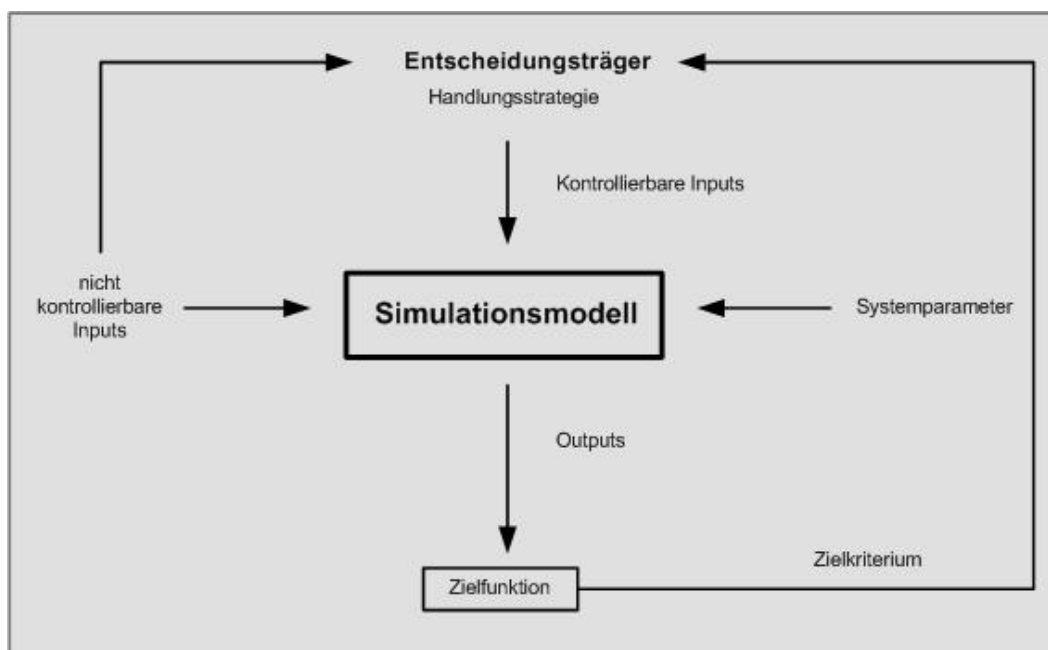 Entscheidungsträger
Handlungsstrategie
Kontrollierbare Inputs
nicht
kontrollierbare
Inputs
Simulationsmodell
Systemparameter
Outputs
Zielkriterium
Zielfunktion